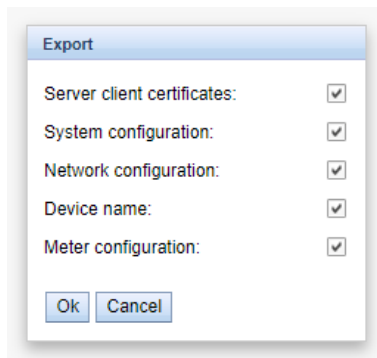 Export
Server client certificates:
System configuration:
Network configuration:
Device name:
Meter configuration:
Ok Cancel